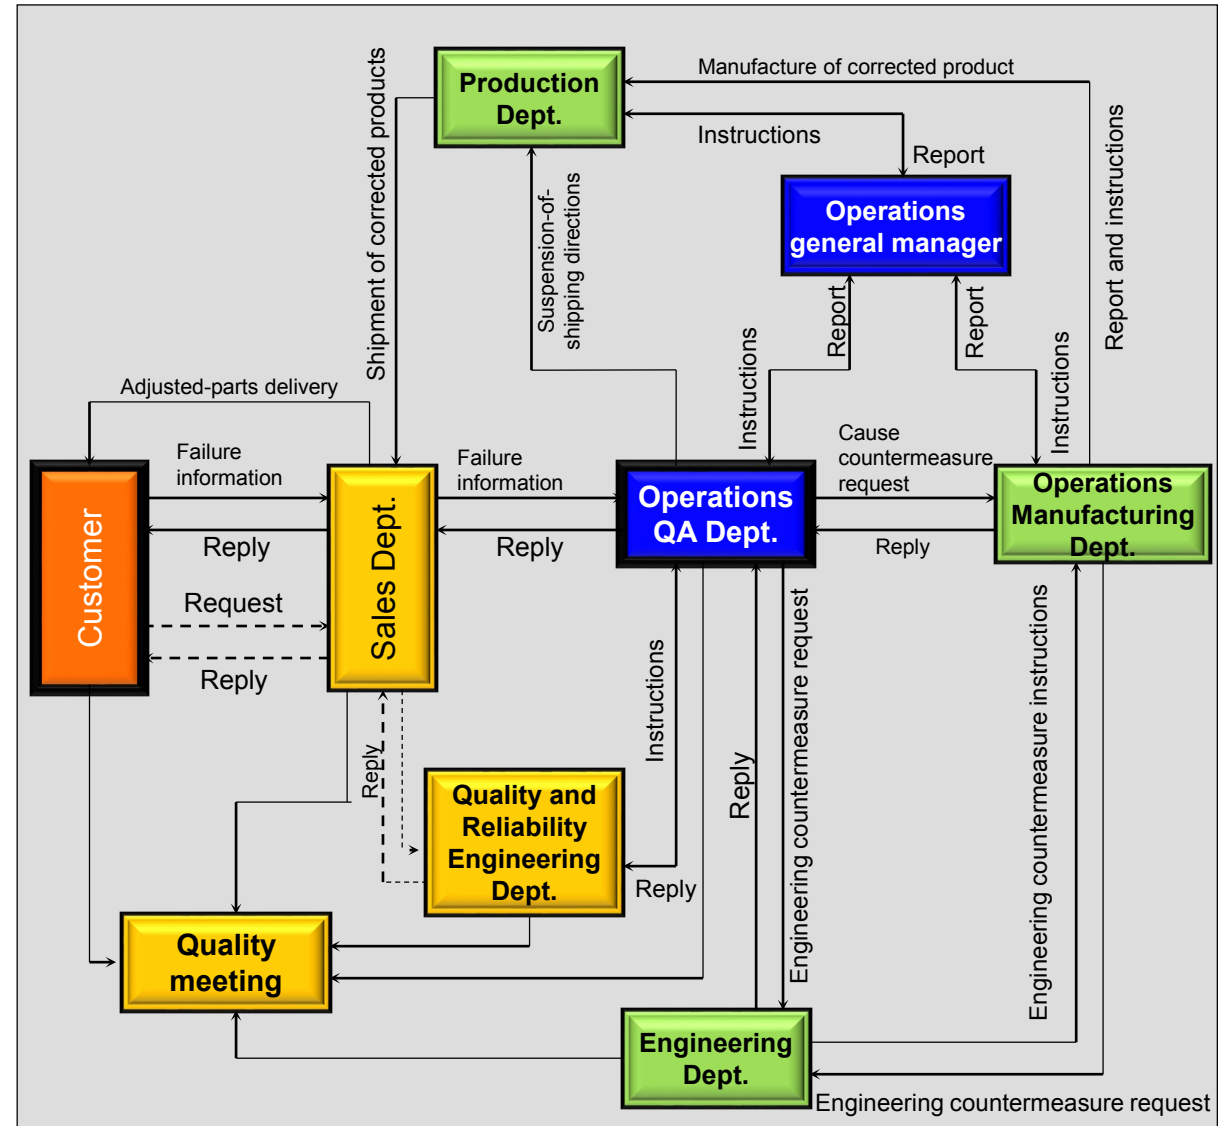 Production
Dept.
Manufacture of corrected product
Instructions
Report
Operations
general manager
Shipment of corrected products
Suspension-of-
shipping directions
Report and instructions
Report
Report
Instructions
Instructions
Adjusted-parts delivery
Failure
information
Failure
information
Cause
countermeasure
request
Customer
Sales Dept.
Operations
QA Dept.
Operations
Manufacturing
Dept.
Reply
Reply
Reply
Request
Reply
Reply
Instructions
Reply
Engineering countermeasure request
Engineering countermeasure instructions
Quality and
Reliability
Engineering
Dept.
Reply
Quality
meeting
Engineering
Dept.
Engineering countermeasure request